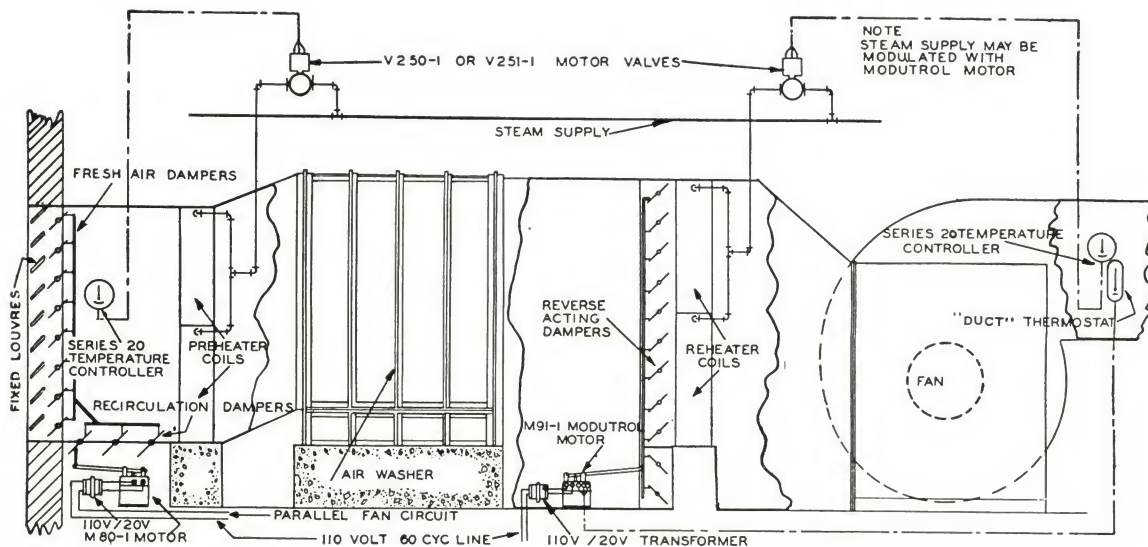 NOTE
STEAM SUPPLY MAY BE
MODULATED WITH
MODUTROL MOTOR
V250-1 OR V251-1 MOTOR VALVES
STEAM SUPPLY
FRESH AIR DAMPERS
FIXED LOUVRES
SERIES 20
TEMPERATURE
CONTROLLER
PREHEATER
COILS
RECIRCULATION DAMPERS
AIR WASHER
REVERSE
ACTING
DAMPERS
REHEATER
COILS
SERIES 20 TEMPERATURE
CONTROLLER
"DUCT" THERMOSTAT
FAN
M91-1 MODUTROL
MOTOR
PARALLEL FAN CIRCUIT
110V/20V
M80-1 MOTOR
110 VOLT 60 CYC LINE
110V/20V TRANSFORMER